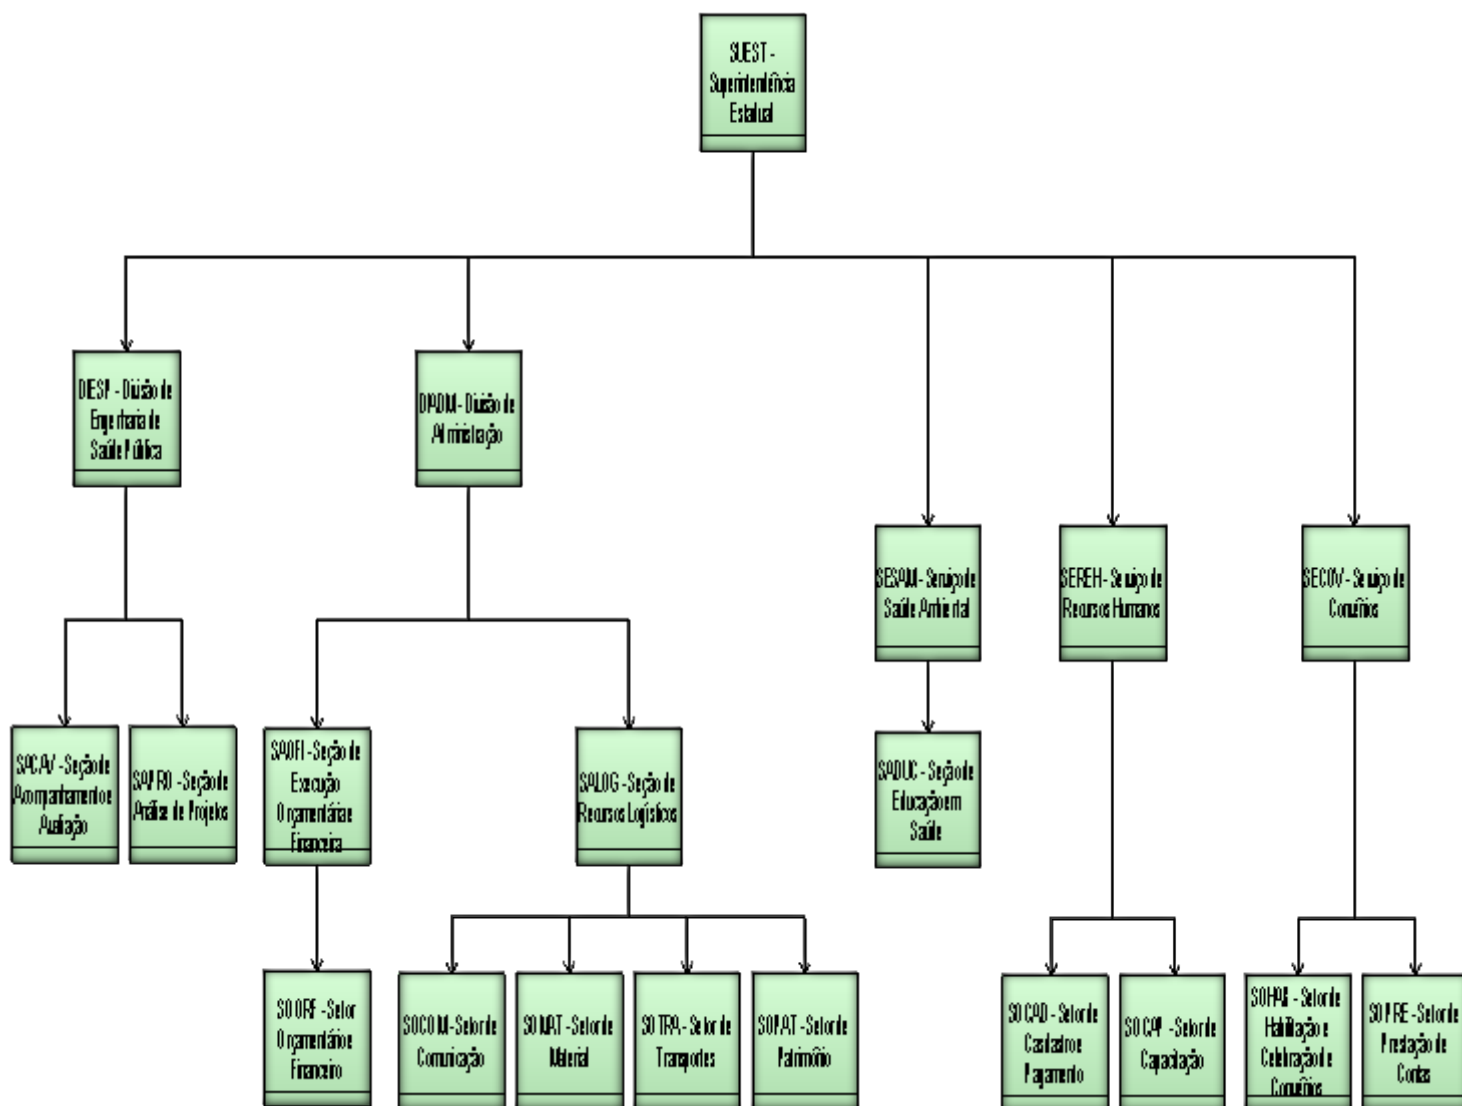 SUEST -
Superintendência
Estadual
DIESP - Divisão de
Engenharia de
Saúde Pública
DIADM - Divisão de
Administração
SESAM - Serviço de
Saúde Ambiental
SEREH - Serviço de
Recursos Humanos
SECOV - Serviço de
Convênios
SACAV - Seção de
Acompanhamento e
Avaliação
SAPRO - Seção de
Análise de Projetos
SAOFI - Seção de
Execução
Orçamentária e
Financeira
SALOG - Seção de
Recursos Logísticos
SADUC - Seção de
Educação em
Saúde
SOORF - Setor
Orçamentário e
Financeiro
SOCOM - Setor de
Comunicação
SOMAT - Setor de
Material
SOTRA - Setor de
Transportes
SOPAT - Setor de
Patrimônio
SOCAD - Setor de
Cadastro e
Pagamento
SOCAP - Setor de
Capacitação
SOHAB - Setor de
Habilitação e
Celebração de
Convênios
SOPRE - Setor de
Prestação de
Contas